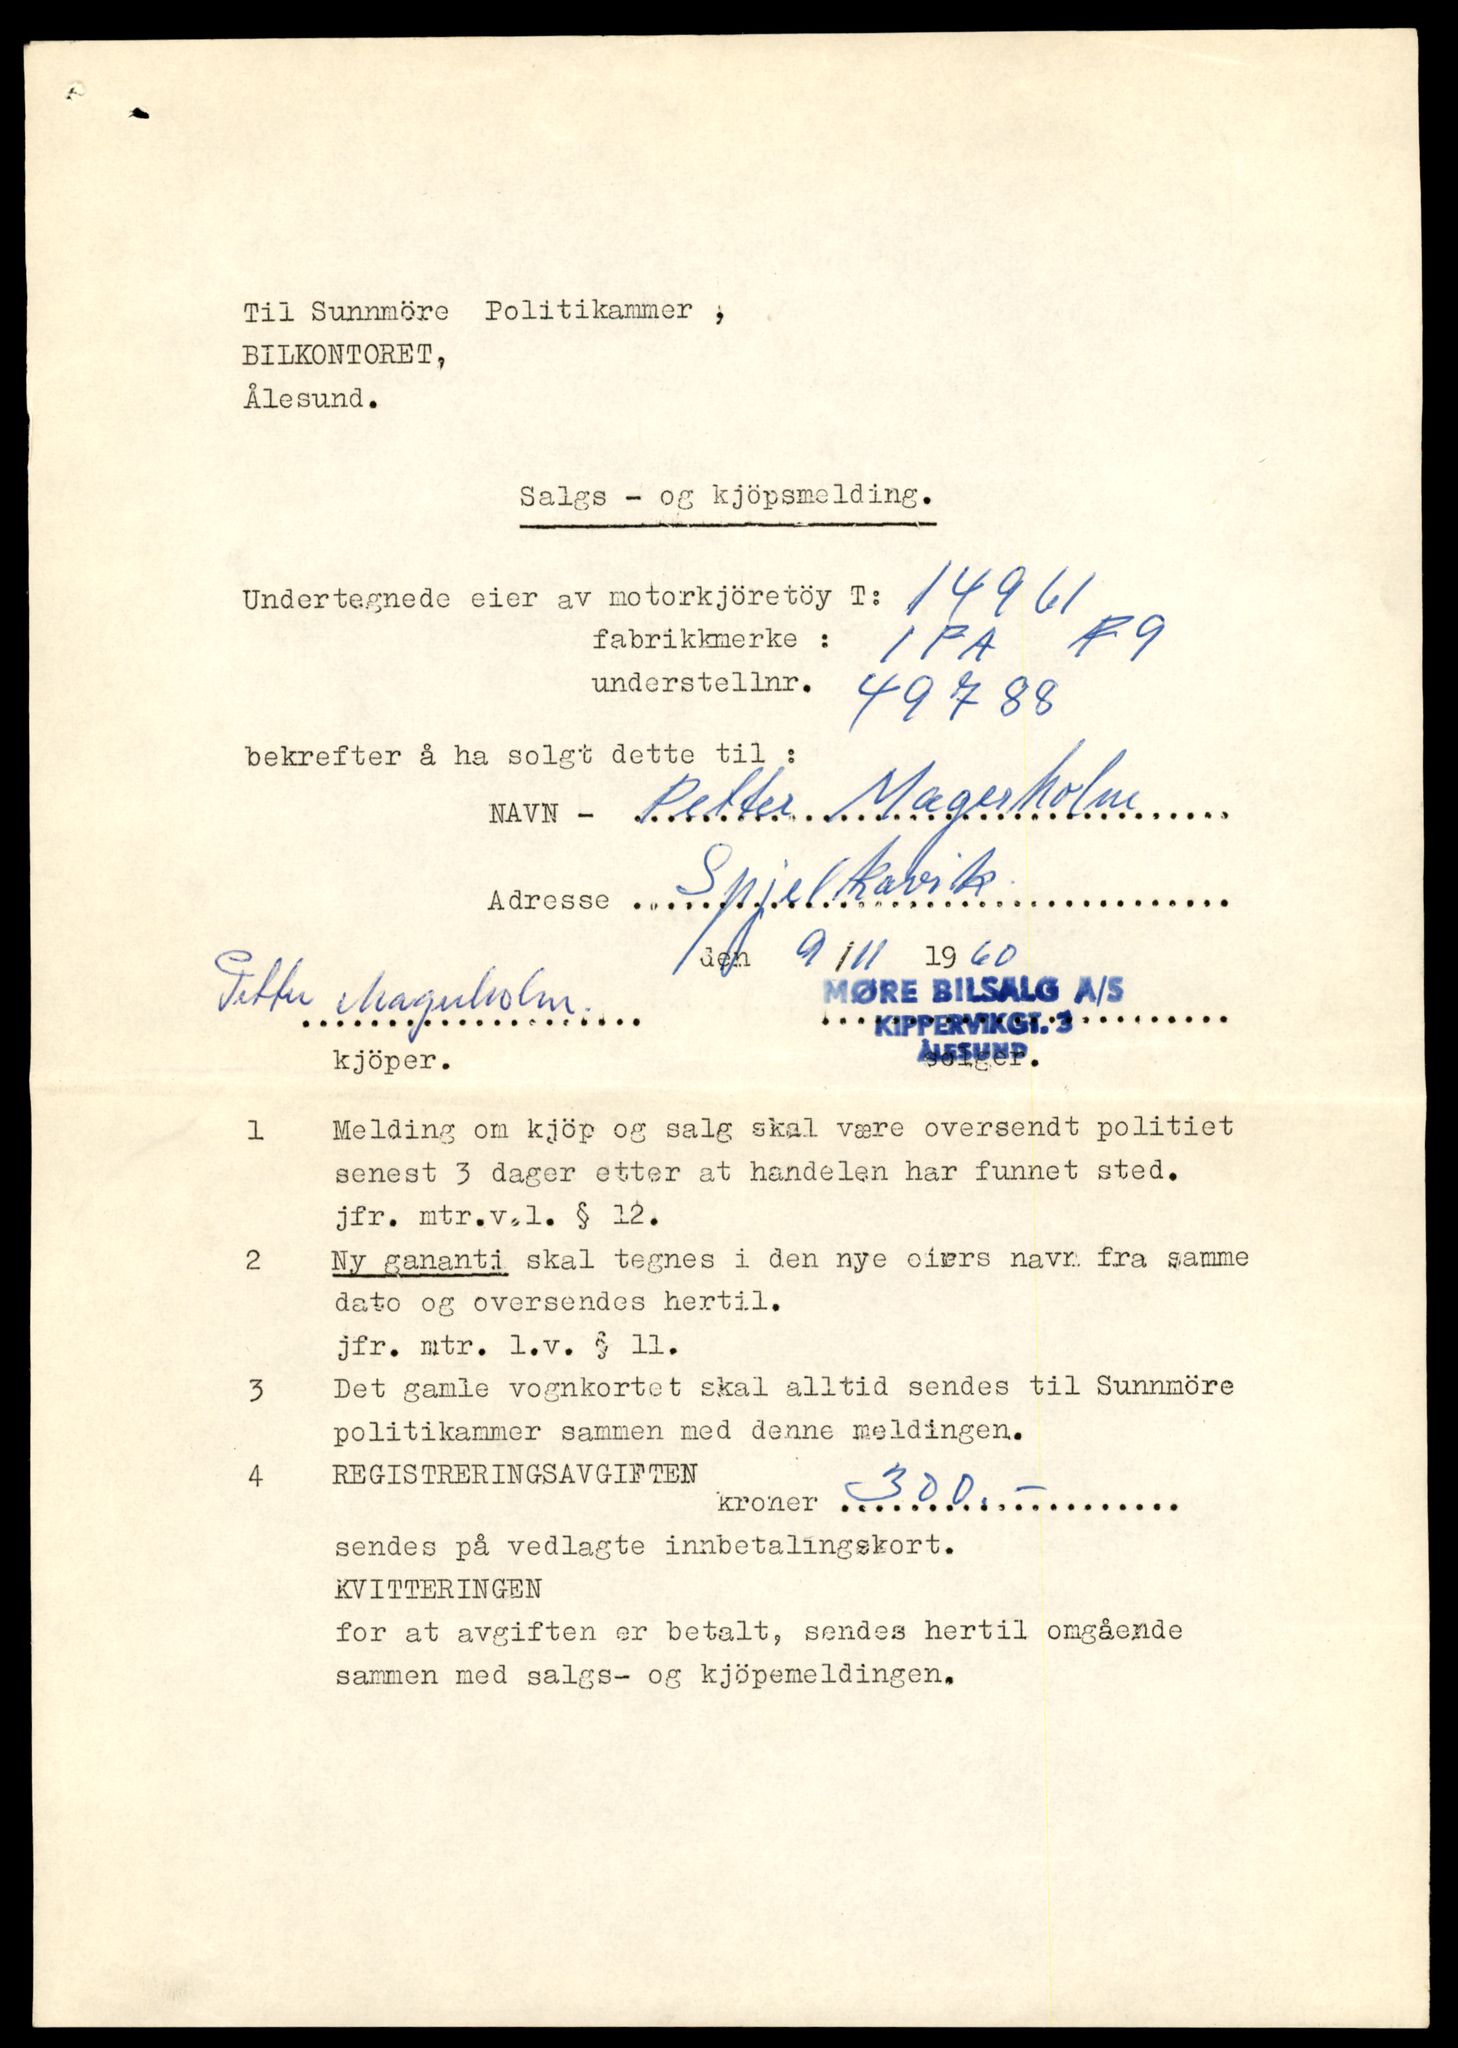 Til Sunnmöre Politikammer ,
BILKONTORET,
Ålesund.
Salgs - og kjöpsmelding.
Undertegnede eier av motorkjöretöy T: 14961
fabrikkmerke : IFA F9
understellnr. 49788
bekrefter å ha solgt dette til :
NAVN - Petter Magerholm
Adresse Spjelkavik.
den 9/11 1960
Petter Magerholm.
MØRE BILSALG A/S
KIPPERVIKGT. 3
ÅLESUND
kjöper. selger.
1 Melding om kjöp og salg skal være oversendt politiet
senest 3 dager etter at handelen har funnet sted.
jfr. mtr.v.l. § 12.
2 Ny gananti skal tegnes i den nye eiers navn fra samme
dato og oversendes hertil.
jfr. mtr. l.v. § 11.
3 Det gamle vognkortet skal alltid sendes til Sunnmöre
politikammer sammen med denne meldingen.
4 REGISTRERINGSAVGIFTEN
kroner 300.-
sendes på vedlagte innbetalingskort.
KVITTERINGEN
for at avgiften er betalt, sendes hertil omgående
sammen med salgs- og kjöpemeldingen.